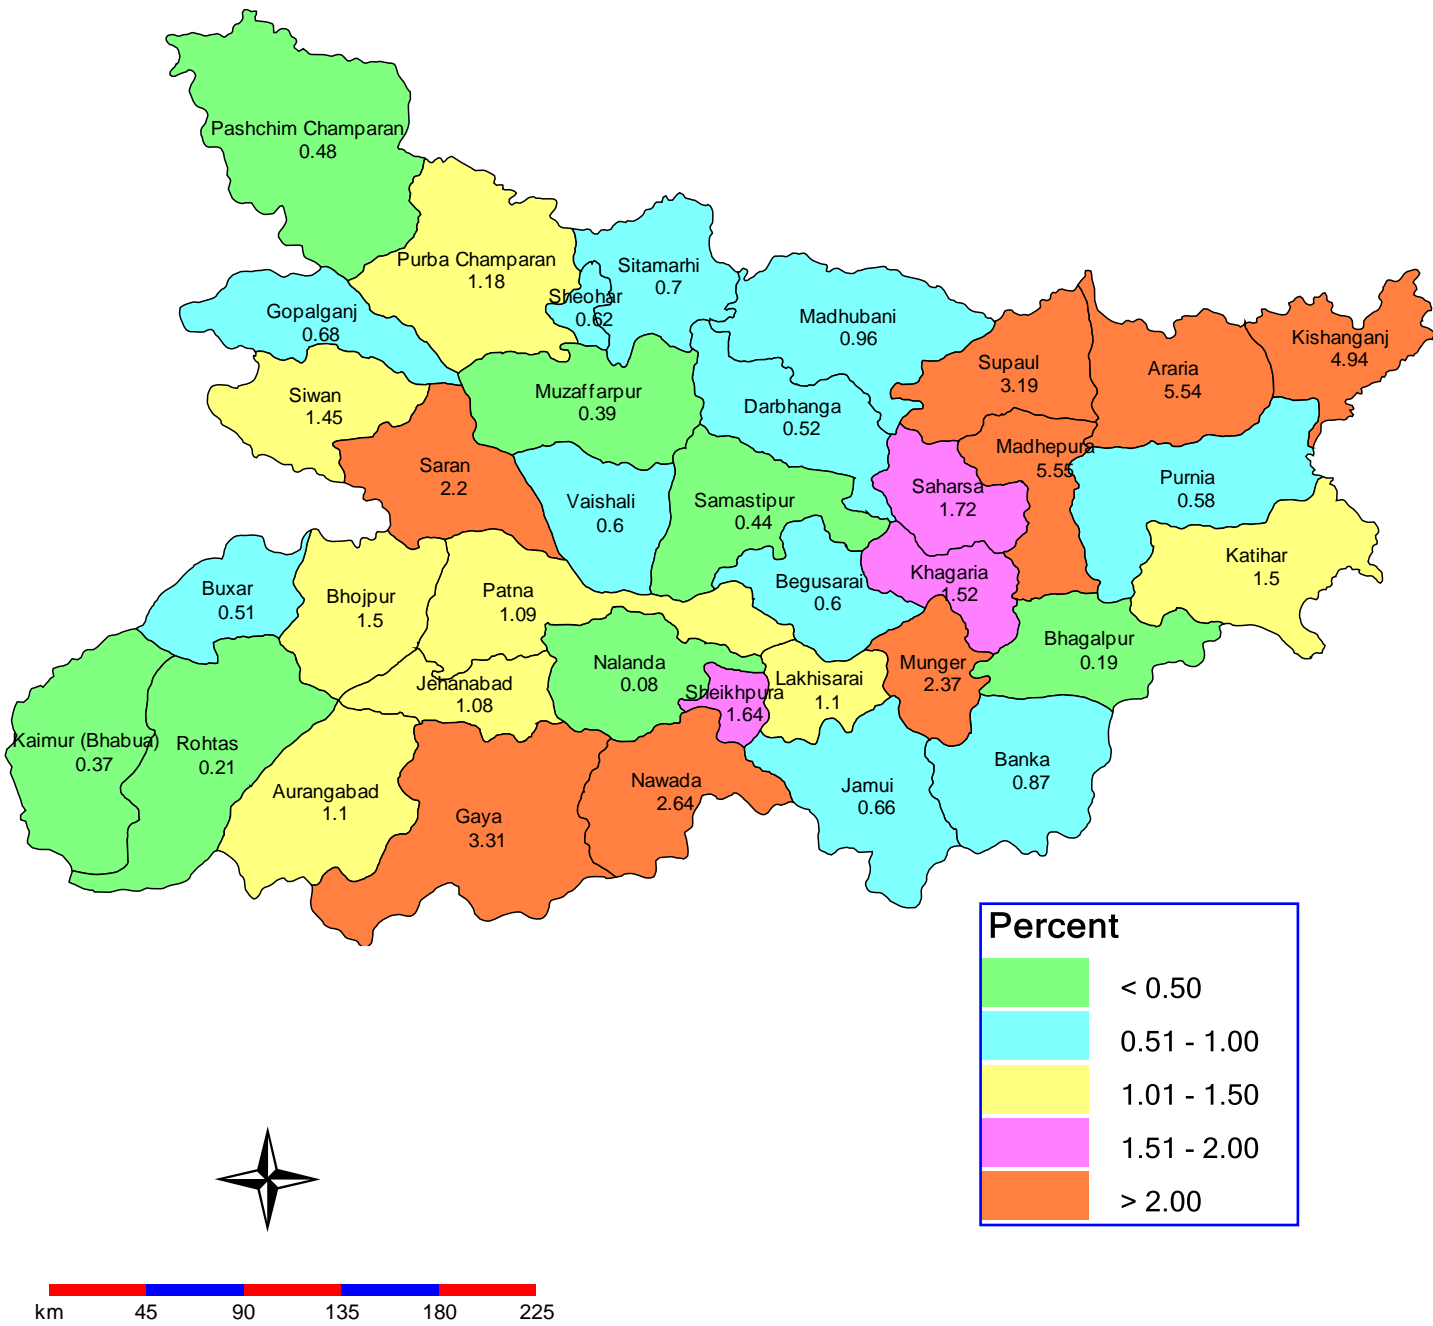 Pashchim Champaran
0.48
Purba Champaran
1.18
Sitamarhi
0.7
Sheohar
0.62
Gopalganj
0.68
Madhubani
0.96
Supaul
3.19
Araria
5.54
Kishanganj
4.94
Siwan
1.45
Muzaffarpur
0.39
Darbhanga
0.52
Madhepura
5.55
Saran
2.2
Vaishali
0.6
Samastipur
0.44
Saharsa
1.72
Purnia
0.58
Katihar
1.5
Buxar
0.51
Bhojpur
1.5
Patna
1.09
Begusarai
0.6
Khagaria
1.52
Bhagalpur
0.19
Nalanda
0.08
Munger
2.37
Jehanabad
1.08
Sheikhpura
1.64
Lakhisarai
1.1
Kaimur (Bhabua)
0.37
Rohtas
0.21
Aurangabad
1.1
Gaya
3.31
Nawada
2.64
Jamui
0.66
Banka
0.87
Percent
< 0.50
0.51 - 1.00
1.01 - 1.50
1.51 - 2.00
> 2.00
km 45 90 135 180 225